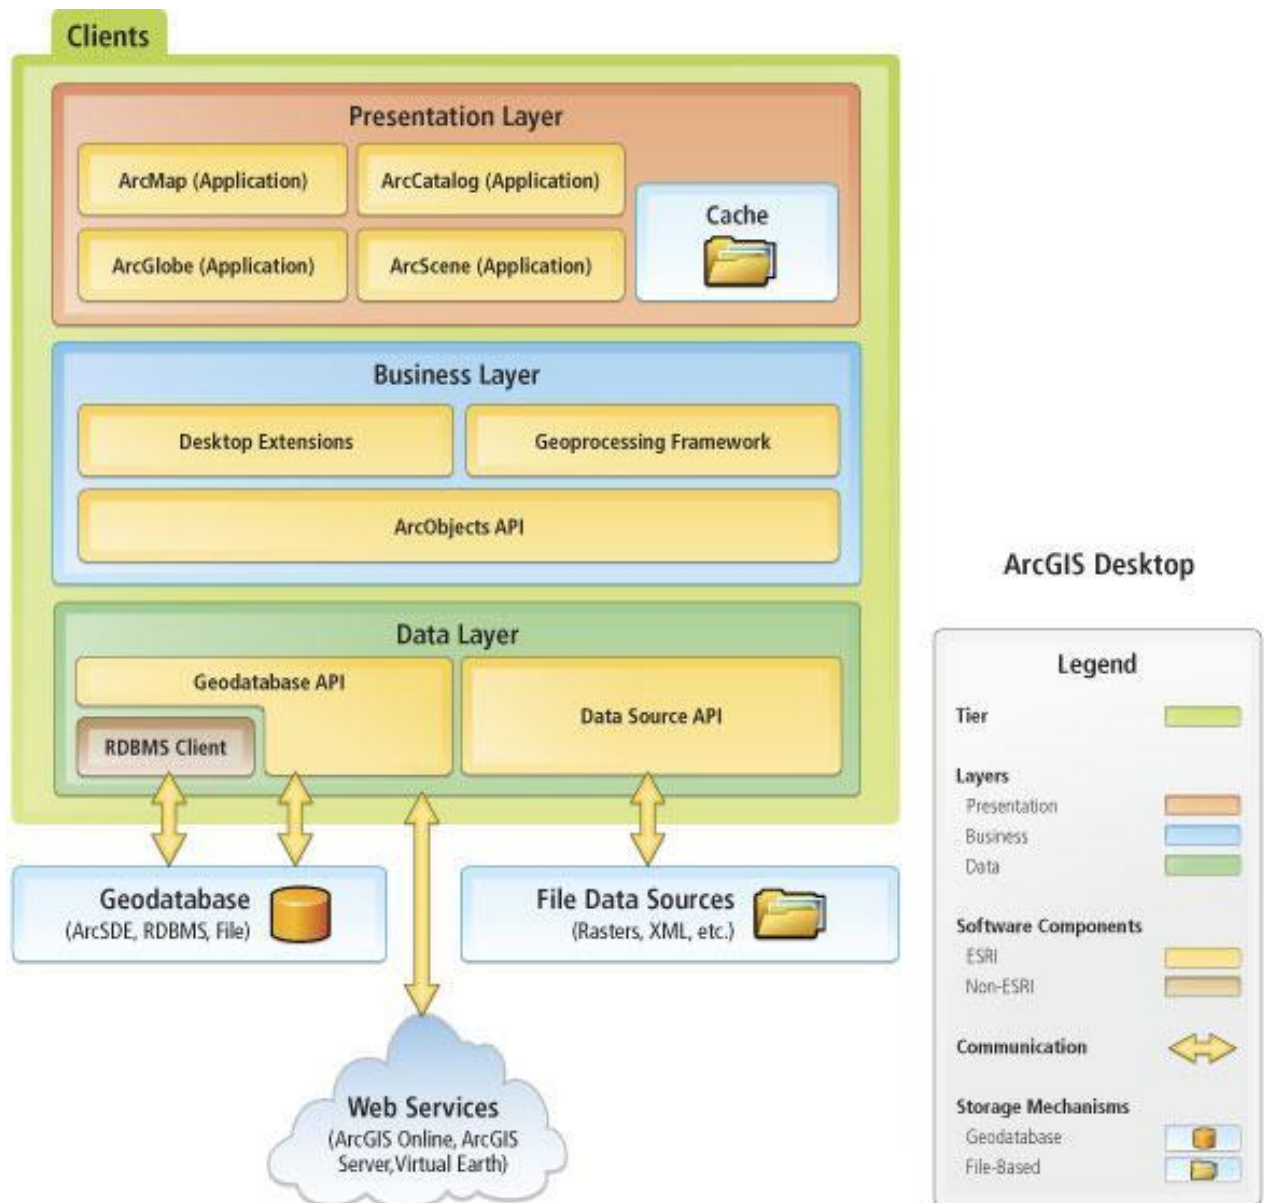 Clients
Presentation Layer
ArcMap (Application)
ArcCatalog (Application)
Cache
ArcGlobe (Application)
ArcScene (Application)
Business Layer
Desktop Extensions
Geoprocessing Framework
ArcObjects API
Data Layer
Geodatabase API
Data Source API
RDBMS Client
Geodatabase
(ArcSDE, RDBMS, File)
File Data Sources
(Rasters, XML, etc.)
Web Services
(ArcGIS Online, ArcGIS
Server,Virtual Earth)
ArcGIS Desktop
Legend
Tier
Layers
Presentation
Business
Data
Software Components
ESRI
Non-ESRI
Communication
Storage Mechanisms
Geodatabase
File-Based